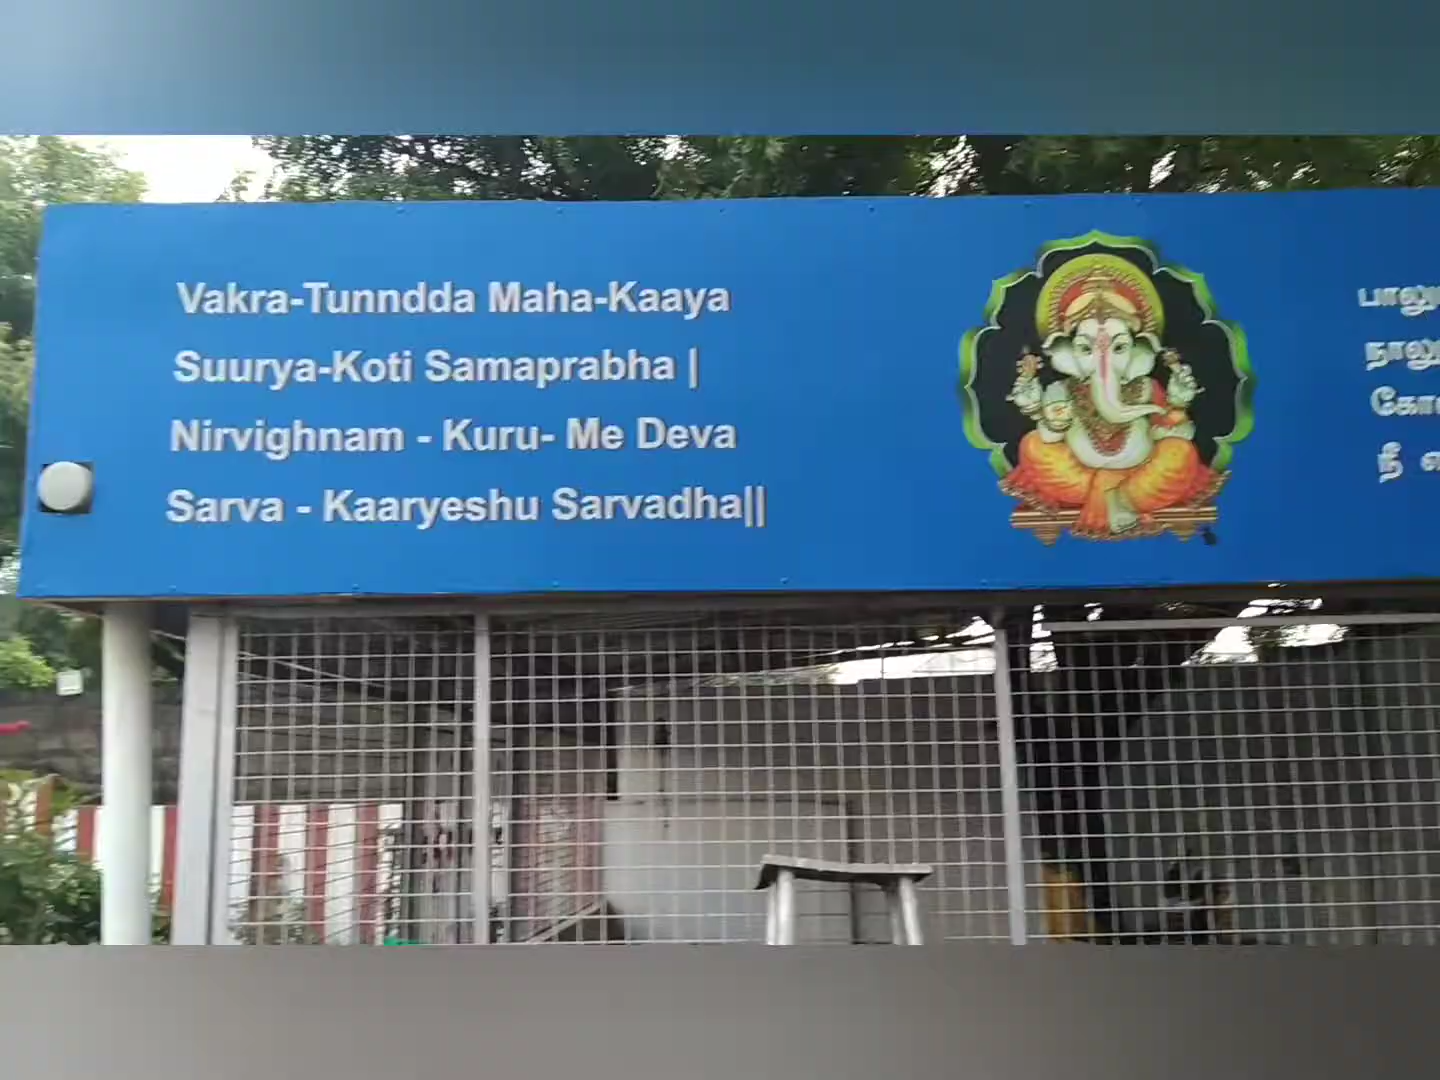 Vakra-Tunndda Maha-Kaaya
Suurya-Koti Samaprabha |
Nirvighnam - Kuru- Me Deva
Sarva - Kaaryeshu Sarvadha||
நீ